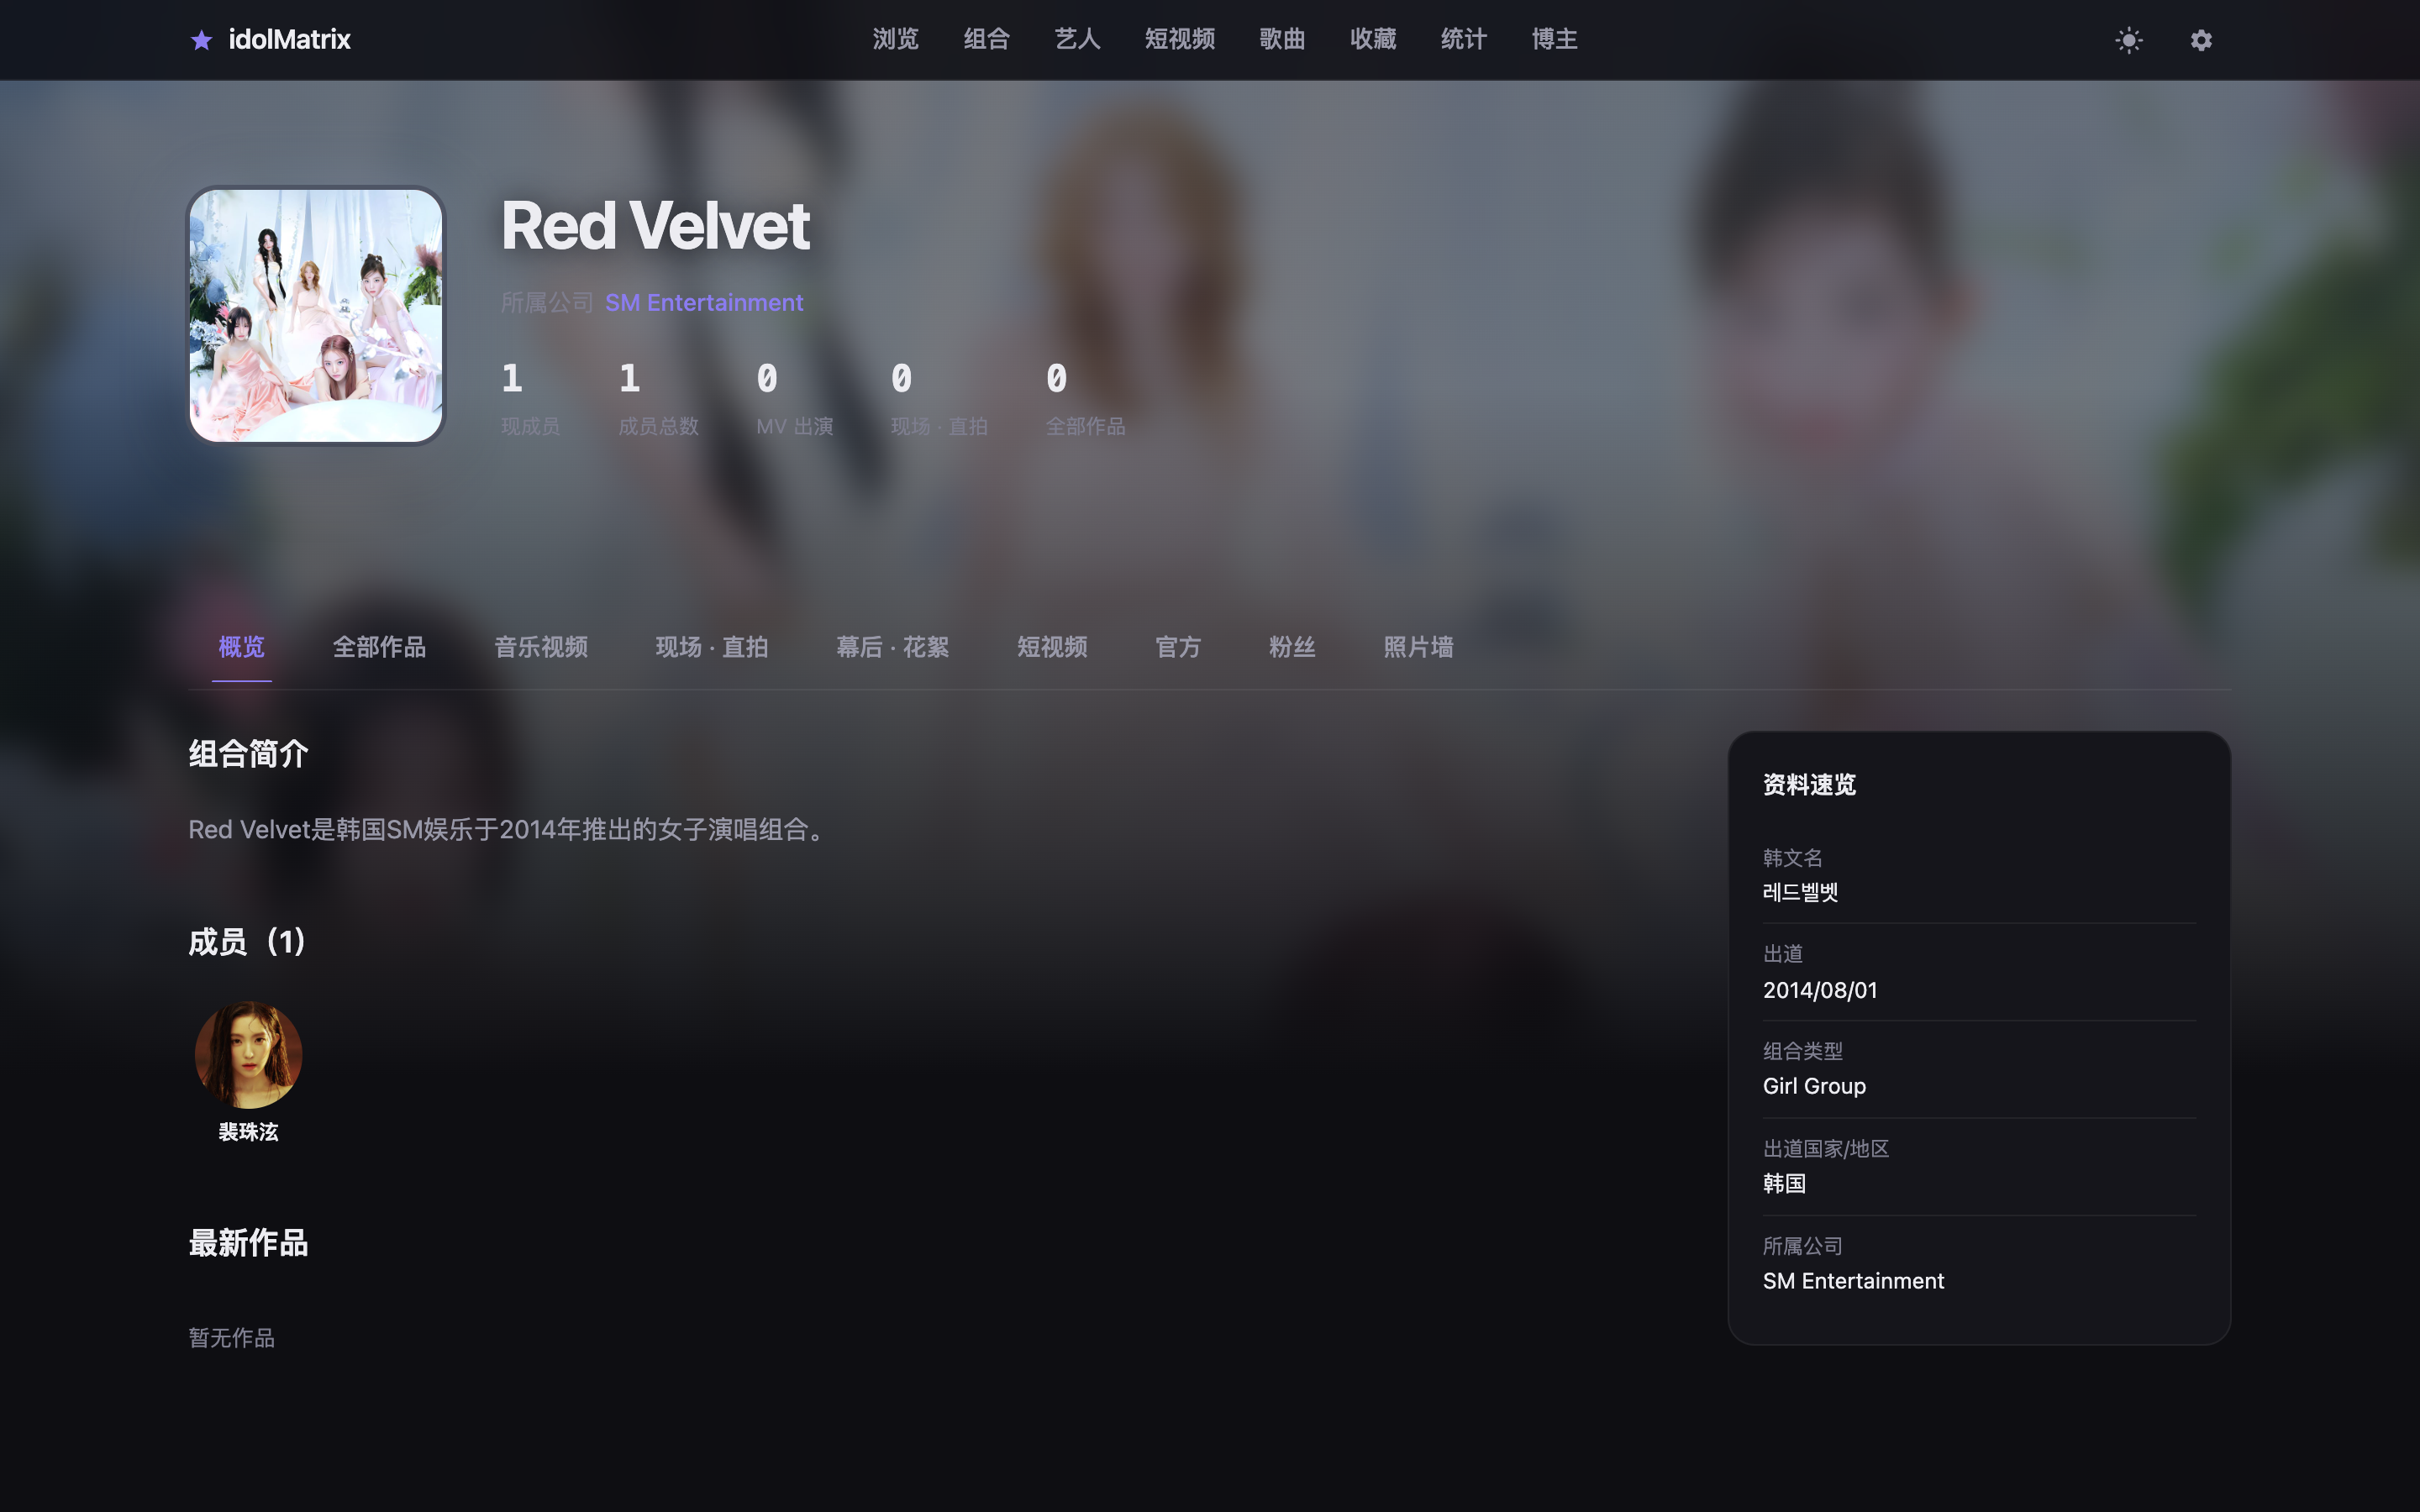 idolMatrix
浏览 组合 艺人 短视频 歌曲 收藏 统计 博主
Red Velvet
所属公司 SM Entertainment
1 1 0 0 0
现成员 成员总数 MV 出演 现场 · 直拍 全部作品
概览 全部作品 音乐视频 现场 · 直拍 幕后 · 花絮 短视频 官方 粉丝 照片墙
组合简介
Red Velvet是韩国SM娱乐于2014年推出的女子演唱组合。
成员（1）
裴珠泫
最新作品
暂无作品
资料速览
韩文名
레드벨벳
出道
2014/08/01
组合类型
Girl Group
出道国家/地区
韩国
所属公司
SM Entertainment